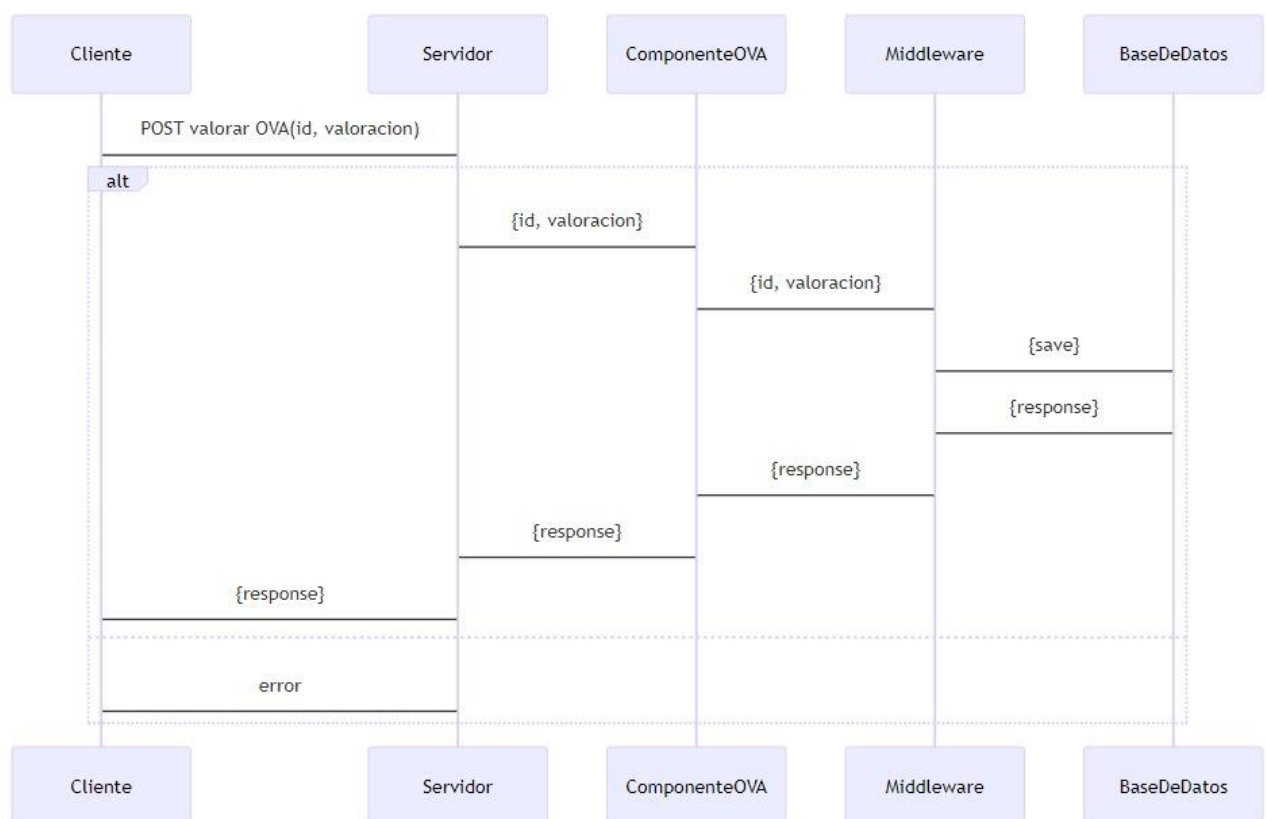 Cliente
Servidor
ComponenteOVA
Middleware
BaseDeDatos
POST valorar OVA(id, valoracion)
alt
{id, valoracion}
{id, valoracion}
{save}
{response}
{response}
{response}
{response}
error
Cliente
Servidor
ComponenteOVA
Middleware
BaseDeDatos